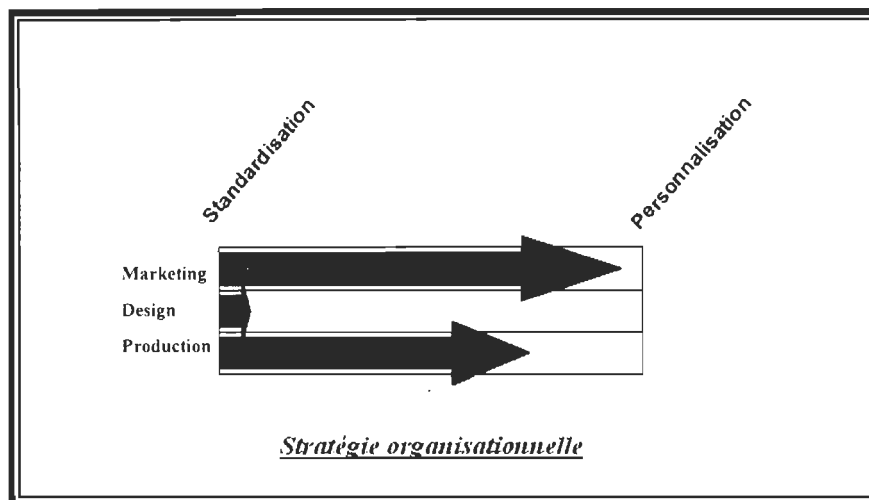 Standardisation
Personnalisation
Marketing
Design
Production
Stratégie organisationnelle